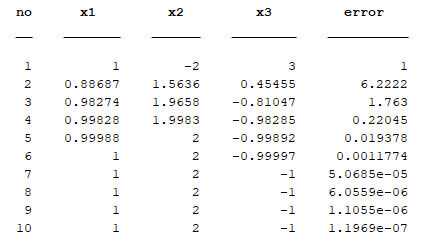 no x1 x2 x3 error
1 1 -2 3 1
2 0.88687 1.5636 0.45455 6.2222
3 0.98274 1.9658 -0.81047 1.763
4 0.99828 1.9983 -0.98285 0.22045
5 0.99988 2 -0.99892 0.019378
6 1 2 -0.99997 0.0011774
7 1 2 -1 5.0685e-05
8 1 2 -1 6.0559e-06
9 1 2 -1 1.1055e-06
10 1 2 -1 1.1969e-07